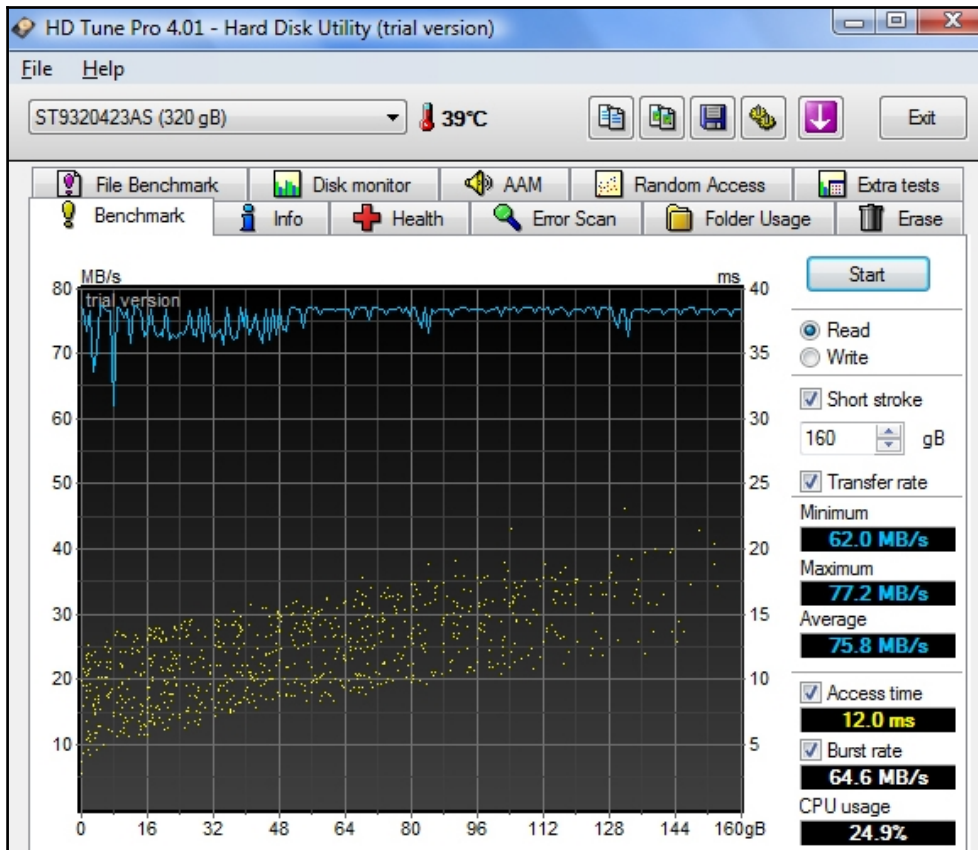 HD Tune Pro 4.01 - Hard Disk Utility (trial version)
File Help
ST9320423AS (320 gB) 39°C Exit
File Benchmark Disk monitor AAM Random Access Extra tests
Benchmark Info Health Error Scan Folder Usage Erase
MB/s ms Start
trial version
80 40
70 35
60 30
50 25
40 20
30 15
20 10
10 5
0 16 32 48 64 80 96 112 128 144 160gB
Read
Write
Short stroke
160 gB
Transfer rate
Minimum
62.0 MB/s
Maximum
77.2 MB/s
Average
75.8 MB/s
Access time
12.0 ms
Burst rate
64.6 MB/s
CPU usage
24.9%